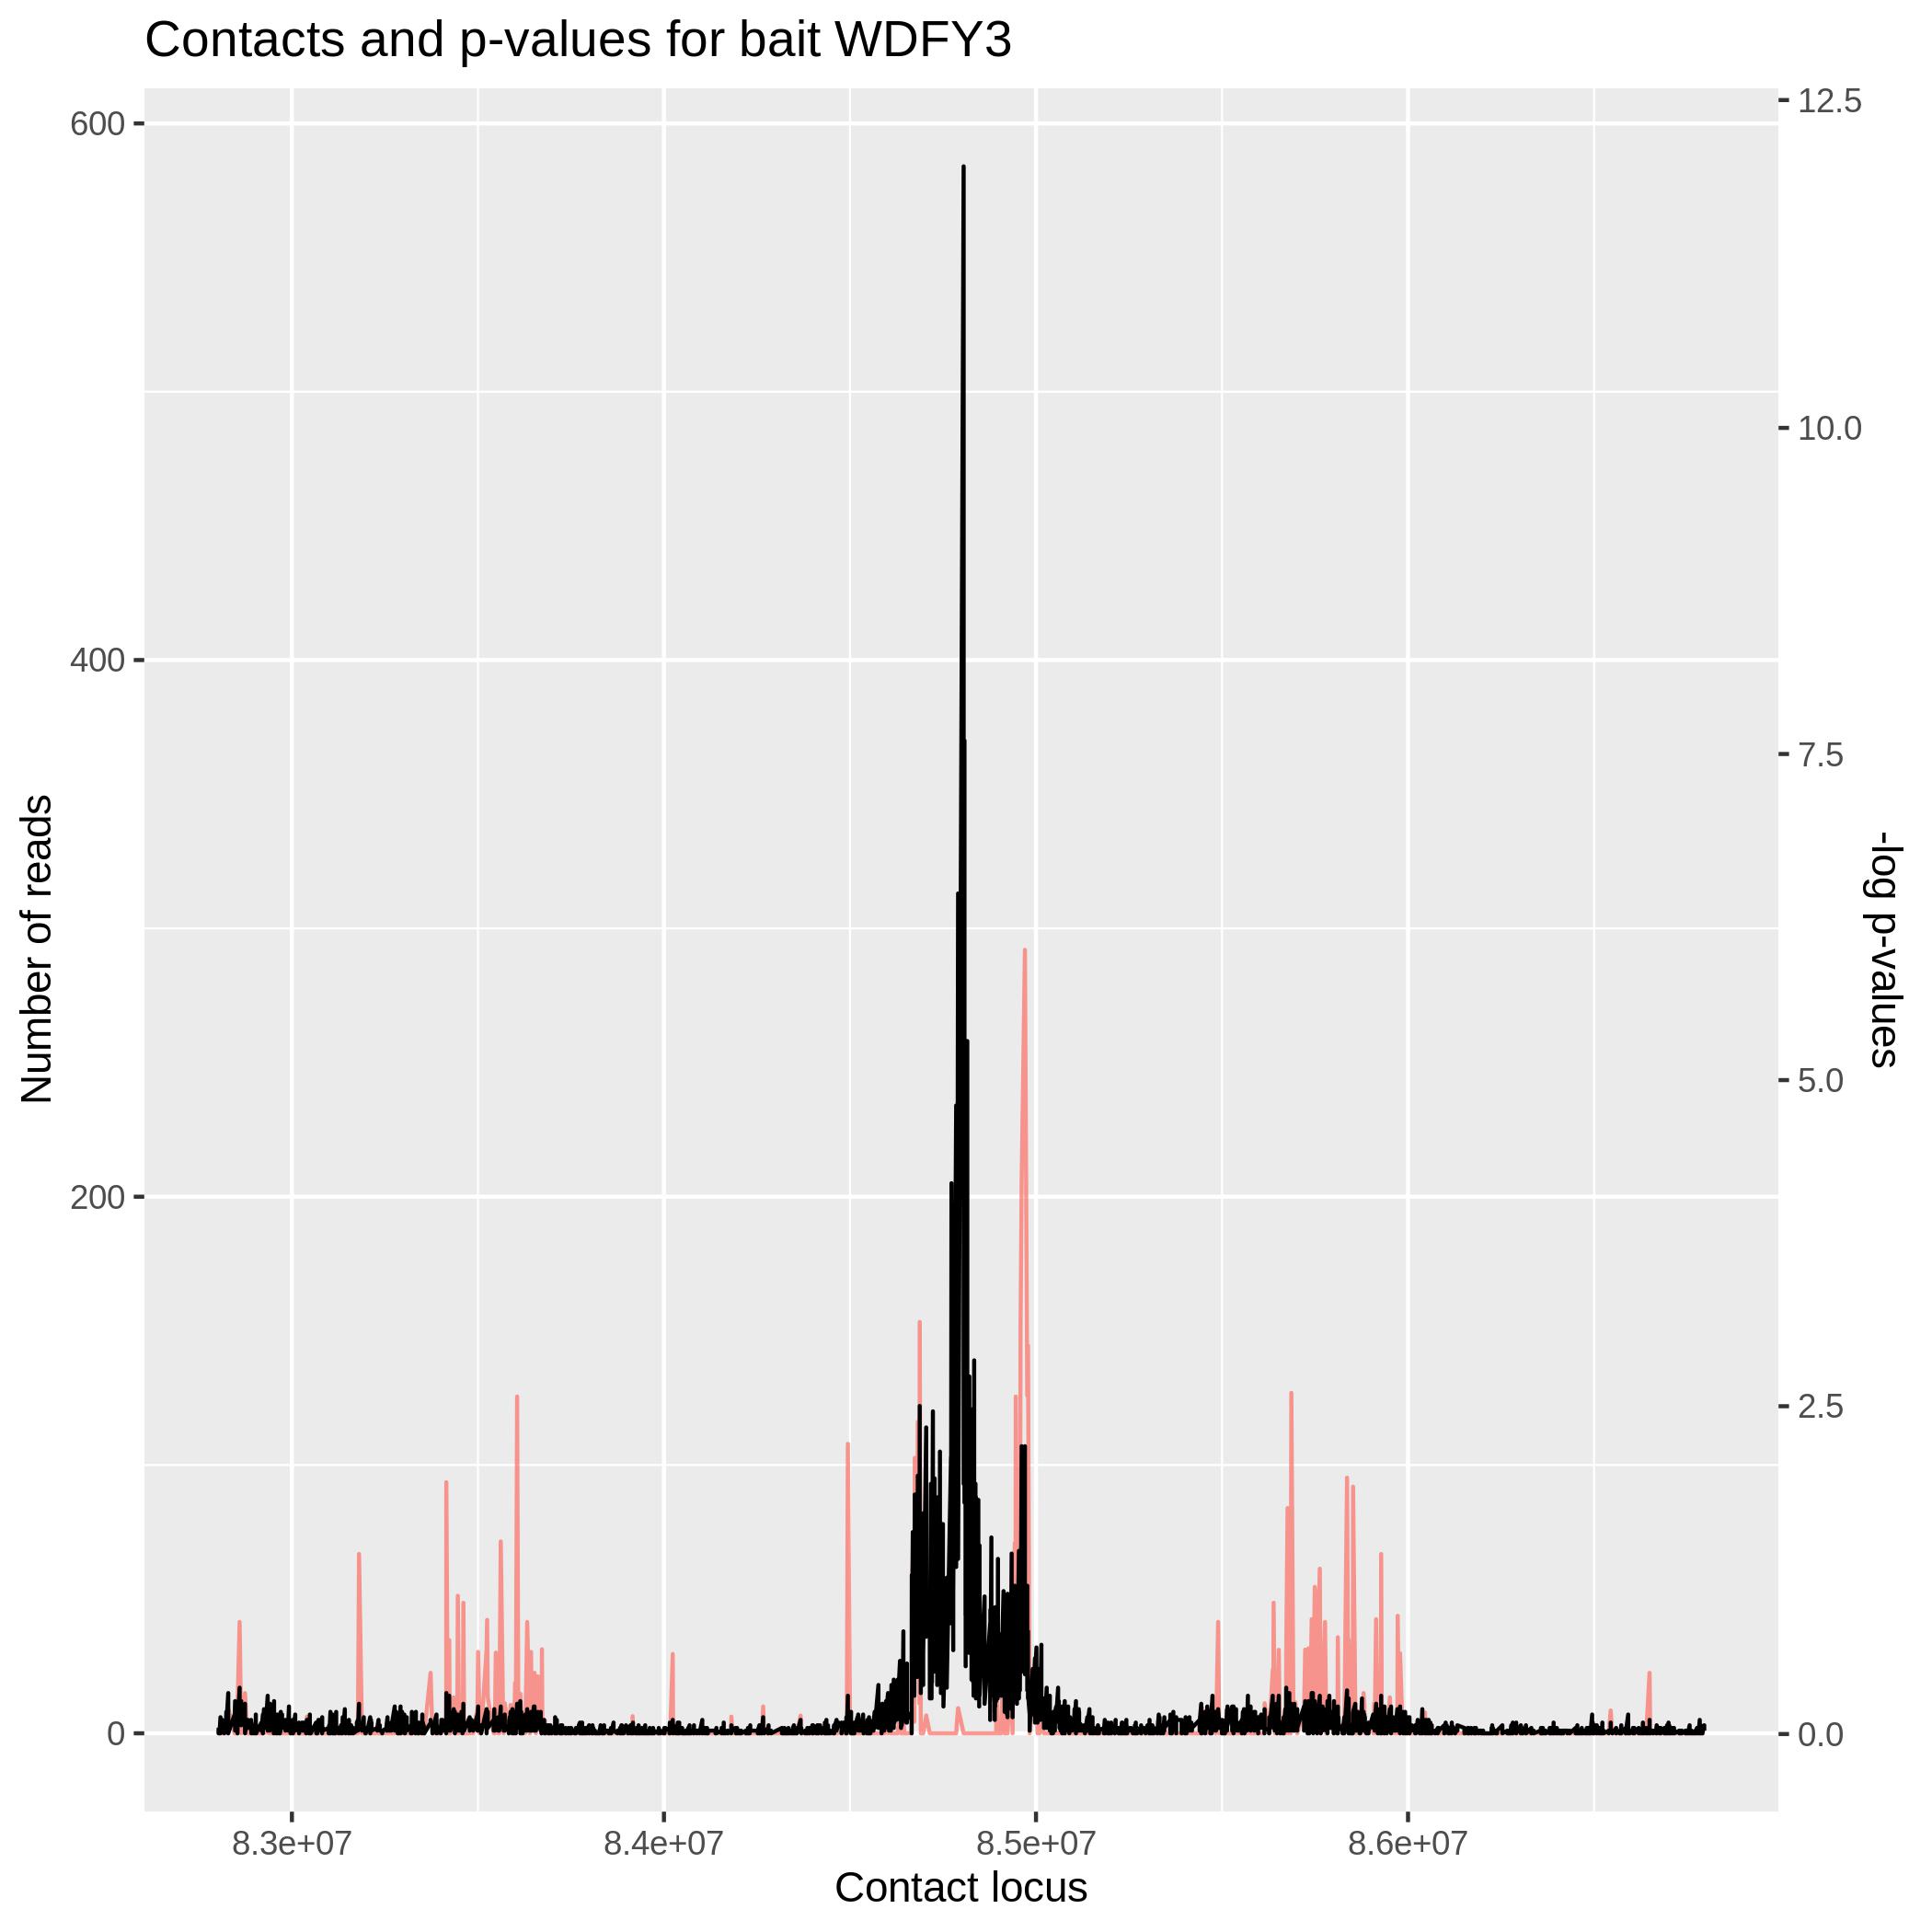 Contacts and p-values for bait WDFY3
600
400
200
0
Number of reads
12.5
10.0
7.5
5.0
2.5
0.0
-log p-values
8.3e+07
8.4e+07
8.5e+07
8.6e+07
Contact locus